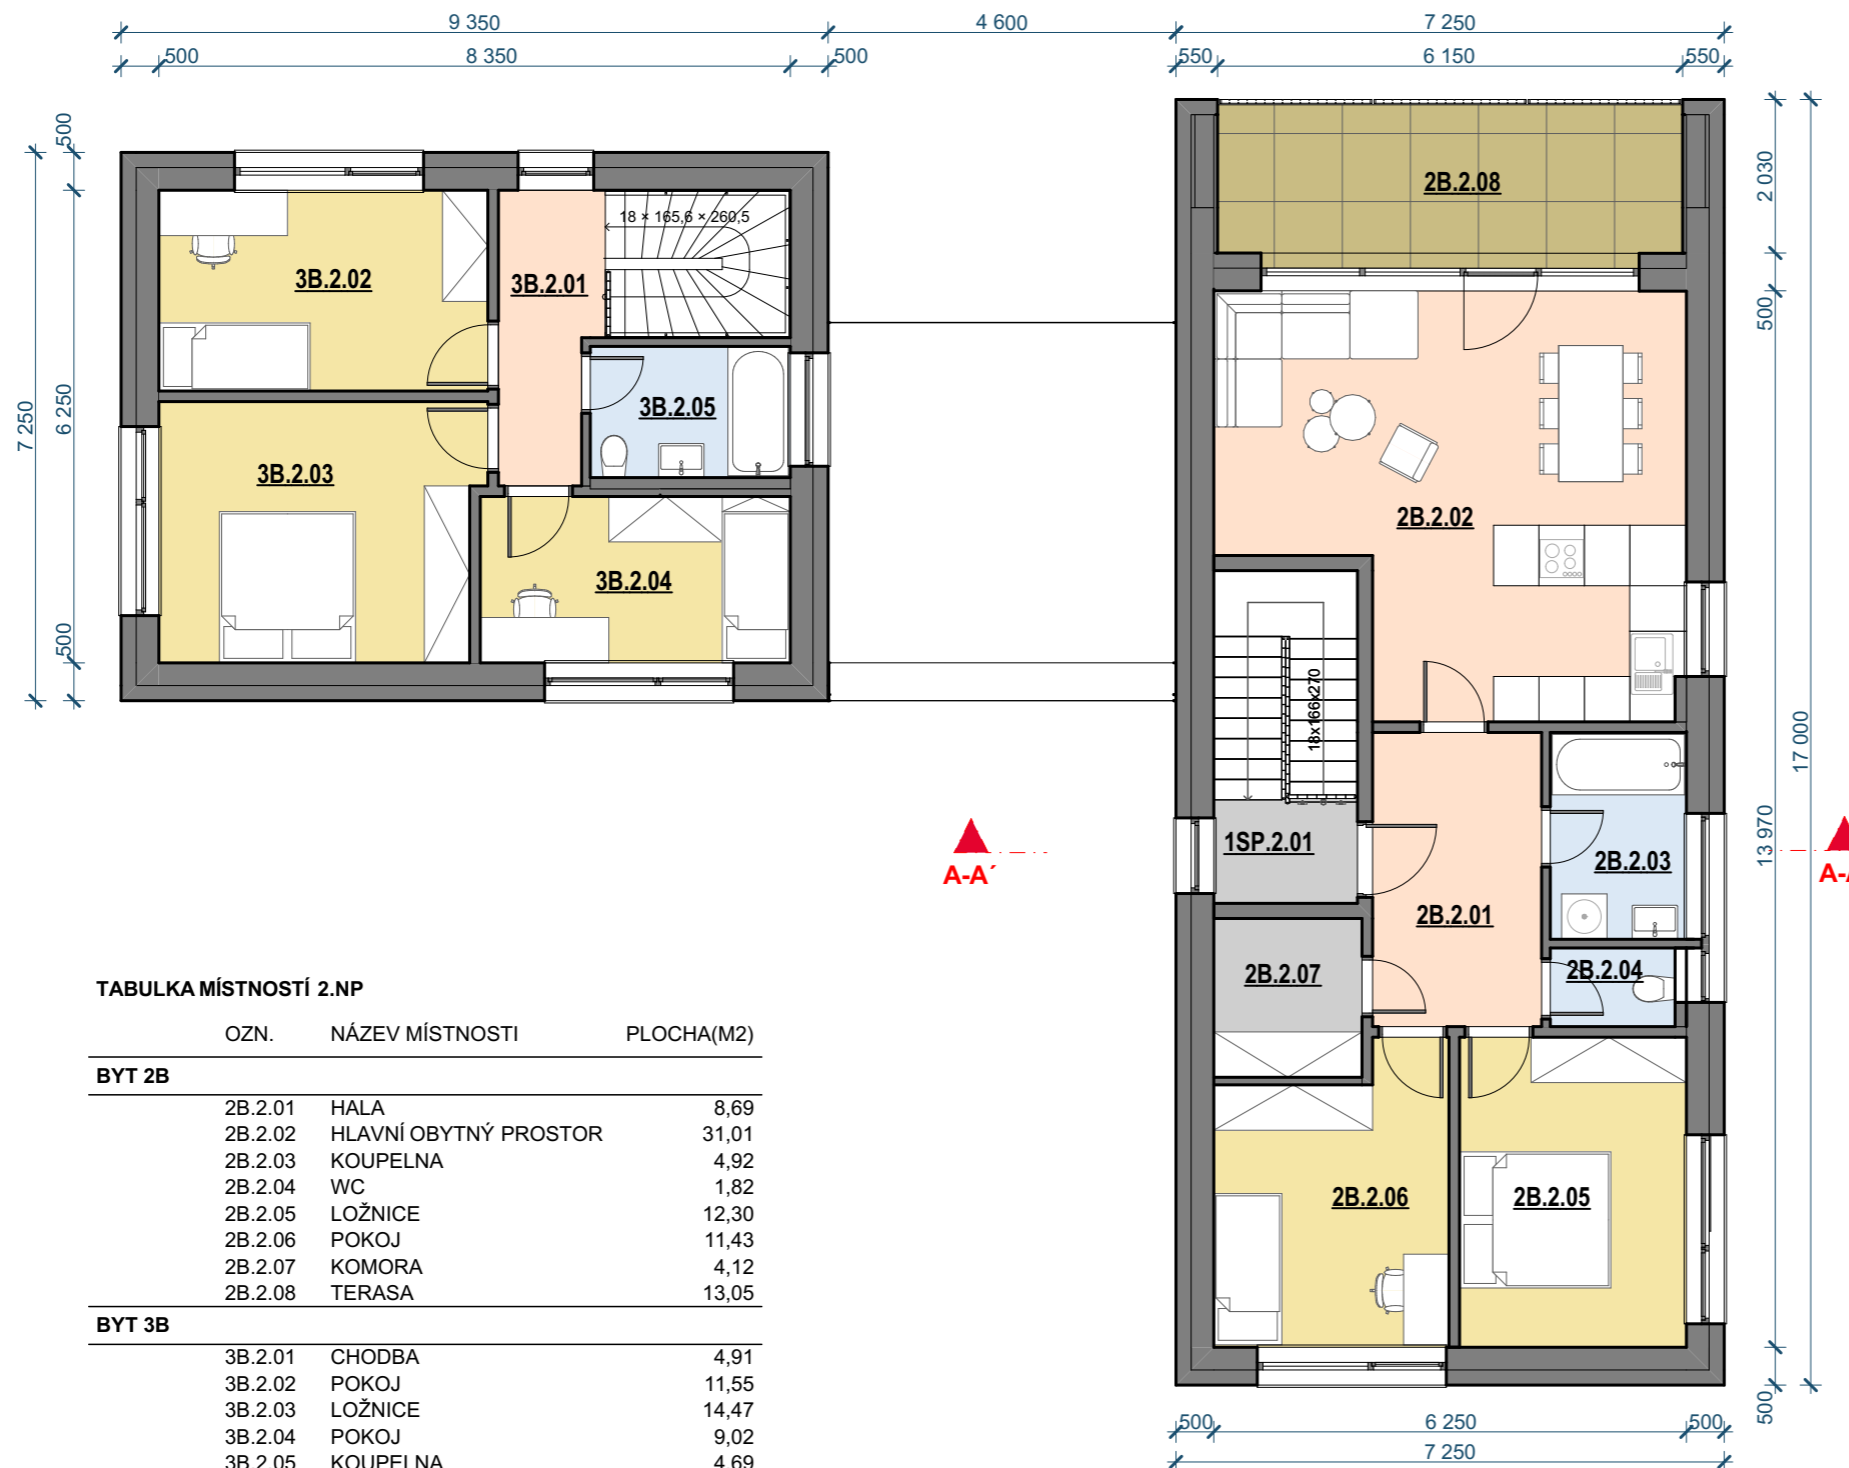 9 350
4 600
7 250
500
8 350
500
550
6 150
550
500
7 250
6 250
500
2 030
500
17 000
13 970
500
2B.2.08
18 × 165,6 × 260,5
3B.2.02
3B.2.01
3B.2.05
3B.2.03
3B.2.04
2B.2.02
18x166x270
1SP.2.01
2B.2.03
A-A´
2B.2.01
2B.2.07
2B.2.04
2B.2.06
2B.2.05
500
6 250
500
7 250
TABULKA MÍSTNOSTÍ 2.NP
OZN. NÁZEV MÍSTNOSTI PLOCHA(M2)
BYT 2B
2B.2.01 HALA 8,69
2B.2.02 HLAVNÍ OBYTNÝ PROSTOR 31,01
2B.2.03 KOUPELNA 4,92
2B.2.04 WC 1,82
2B.2.05 LOŽNICE 12,30
2B.2.06 POKOJ 11,43
2B.2.07 KOMORA 4,12
2B.2.08 TERASA 13,05
BYT 3B
3B.2.01 CHODBA 4,91
3B.2.02 POKOJ 11,55
3B.2.03 LOŽNICE 14,47
3B.2.04 POKOJ 9,02
3B.2.05 KOUPELNA 4,69